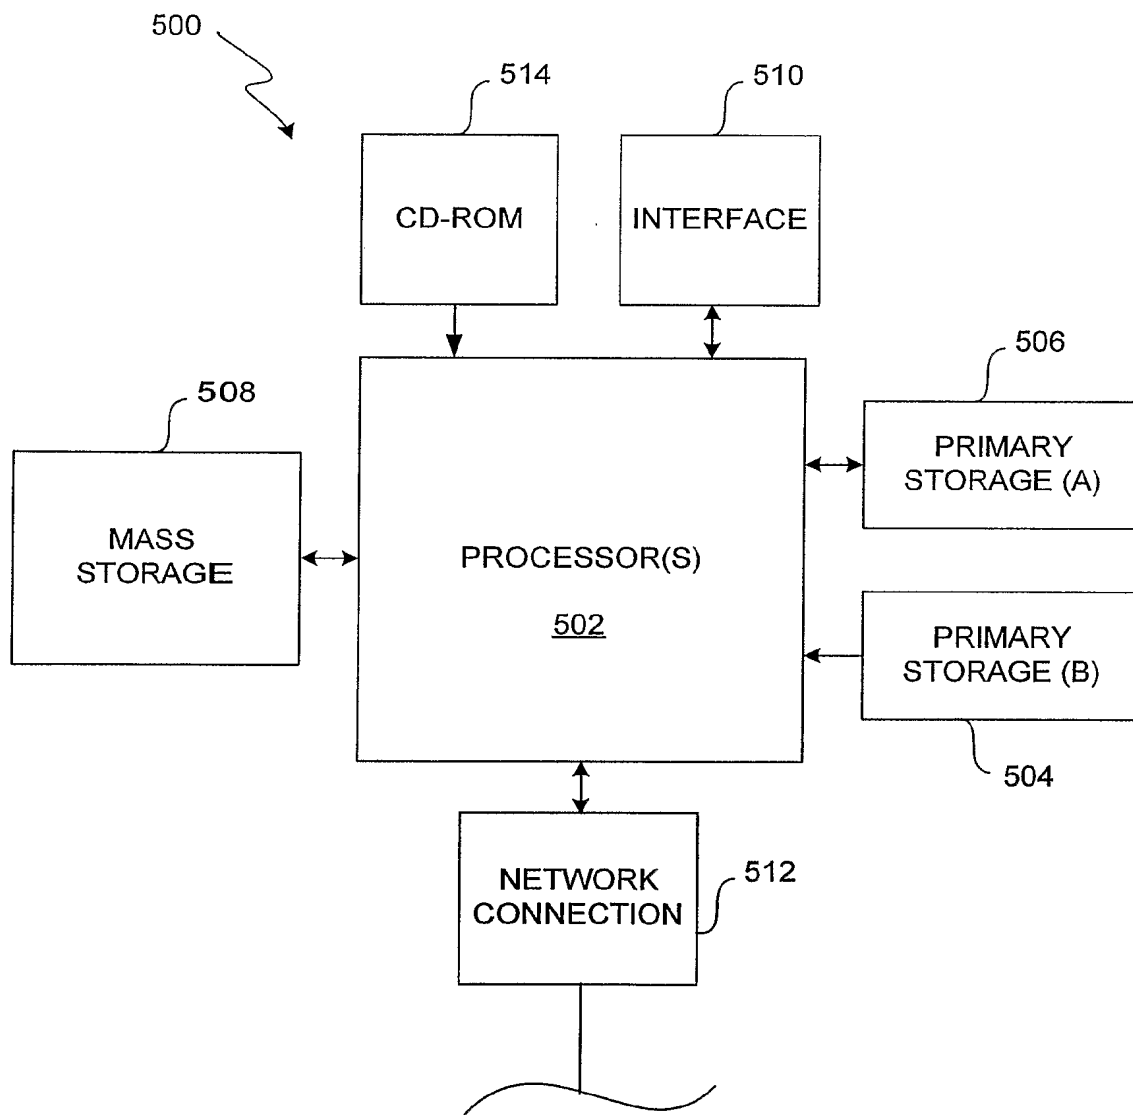 500
514
510
CD-ROM
INTERFACE
506
508
PRIMARY
STORAGE (A)
MASS
STORAGE
PROCESSOR(S)
502
PRIMARY
STORAGE (B)
504
NETWORK
CONNECTION
512